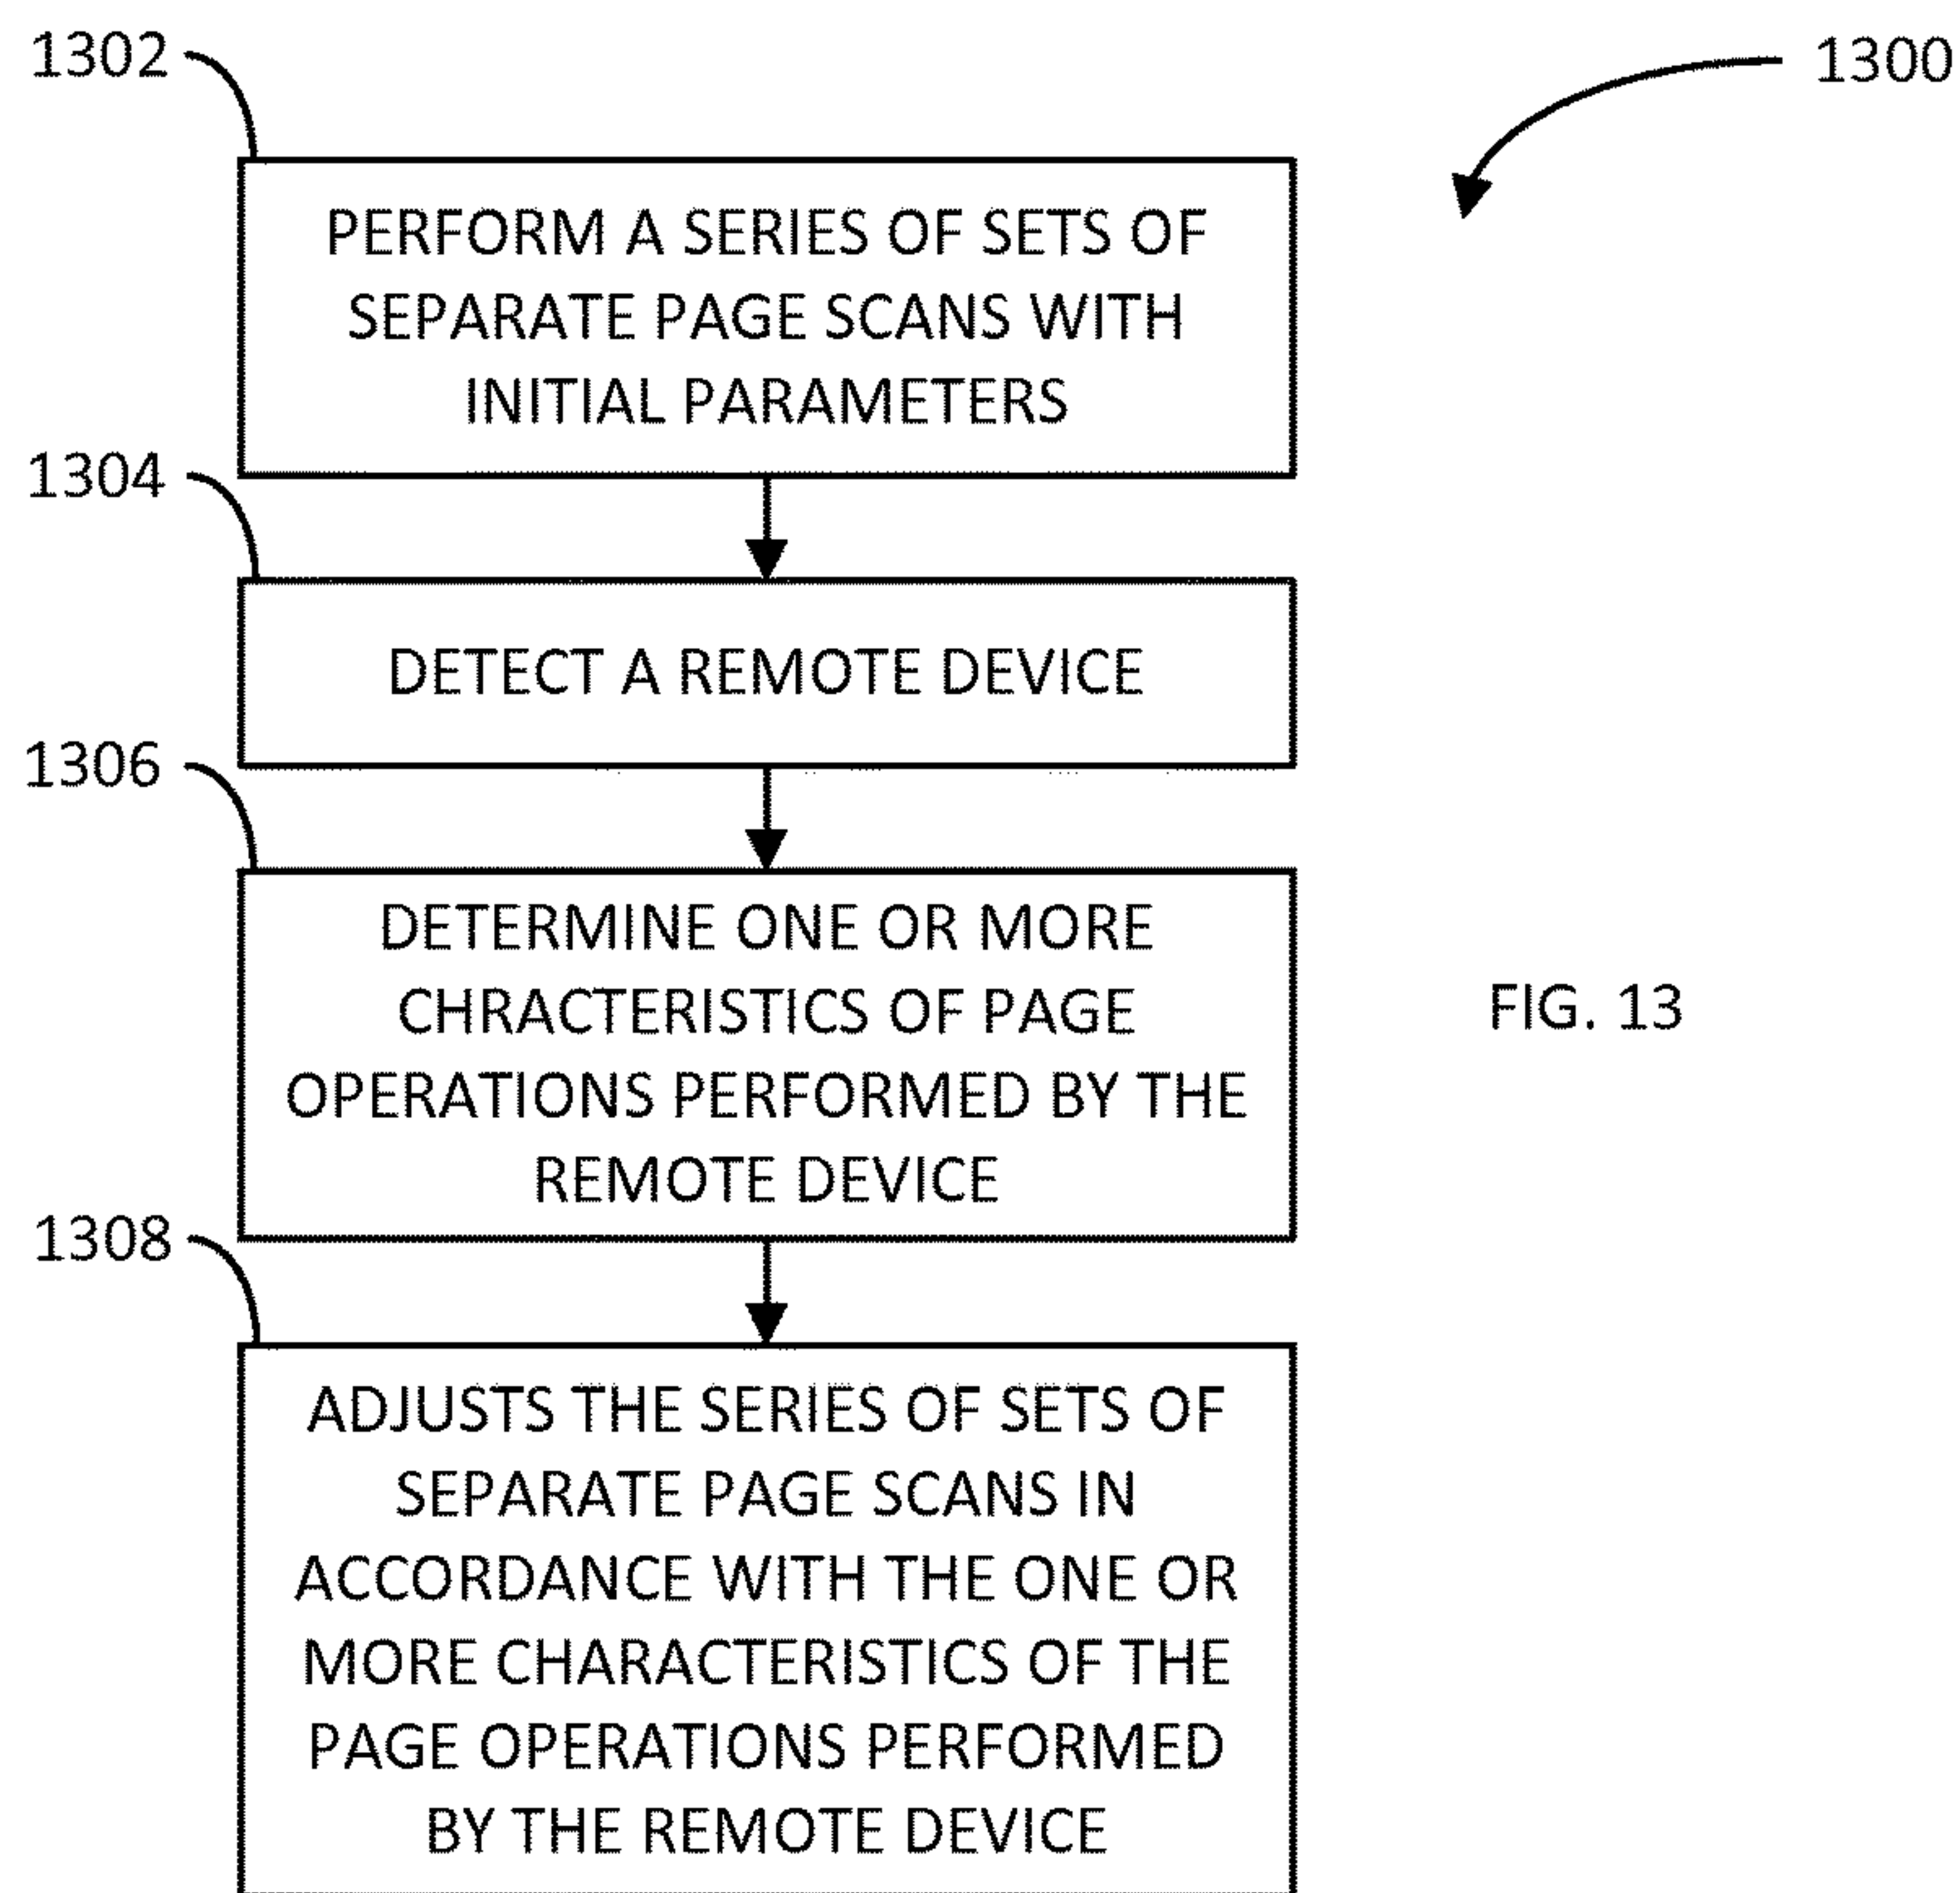 1302
1300
PERFORM A SERIES OF SETS OF
SEPARATE PAGE SCANS WITH
INITIAL PARAMETERS
1304
DETECT A REMOTE DEVICE
1306
DETERMINE ONE OR MORE
CHRACTERISTICS OF PAGE
OPERATIONS PERFORMED BY THE
REMOTE DEVICE
FIG. 13
1308
ADJUSTS THE SERIES OF SETS OF
SEPARATE PAGE SCANS IN
ACCORDANCE WITH THE ONE OR
MORE CHARACTERISTICS OF THE
PAGE OPERATIONS PERFORMED
BY THE REMOTE DEVICE